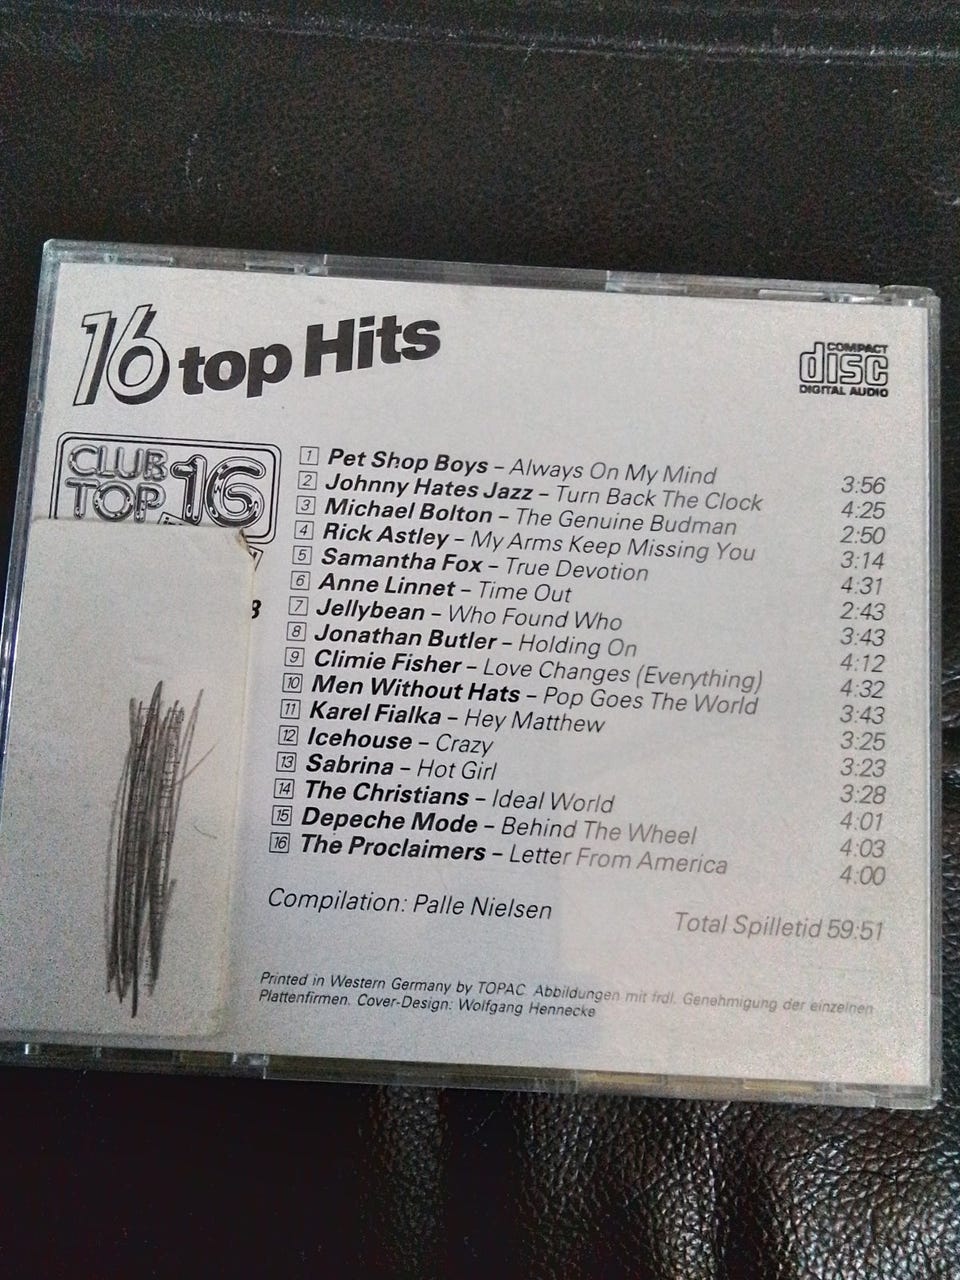 16 top Hits
COMPACT
disc
DIGITAL AUDIO
CLUB
TOP 16
1 Pet Shop Boys – Always On My Mind 3:56
2 Johnny Hates Jazz – Turn Back The Clock 4:25
3 Michael Bolton – The Genuine Budman 2:50
4 Rick Astley – My Arms Keep Missing You 3:14
5 Samantha Fox – True Devotion 4:31
6 Anne Linnet – Time Out 2:43
7 Jellybean – Who Found Who 3:43
8 Jonathan Butler – Holding On 4:12
9 Climie Fisher – Love Changes (Everything) 4:32
10 Men Without Hats – Pop Goes The World 3:43
11 Karel Fialka – Hey Matthew 3:25
12 Icehouse – Crazy 3:23
13 Sabrina – Hot Girl 3:28
14 The Christians – Ideal World 4:01
15 Depeche Mode – Behind The Wheel 4:03
16 The Proclaimers – Letter From America 4:00
Compilation: Palle Nielsen
Total Spilletid 59:51
Printed in Western Germany by TOPAC. Abbildungen mit frdl. Genehmigung der einzelnen
Plattenfirmen. Cover-Design: Wolfgang Hennecke